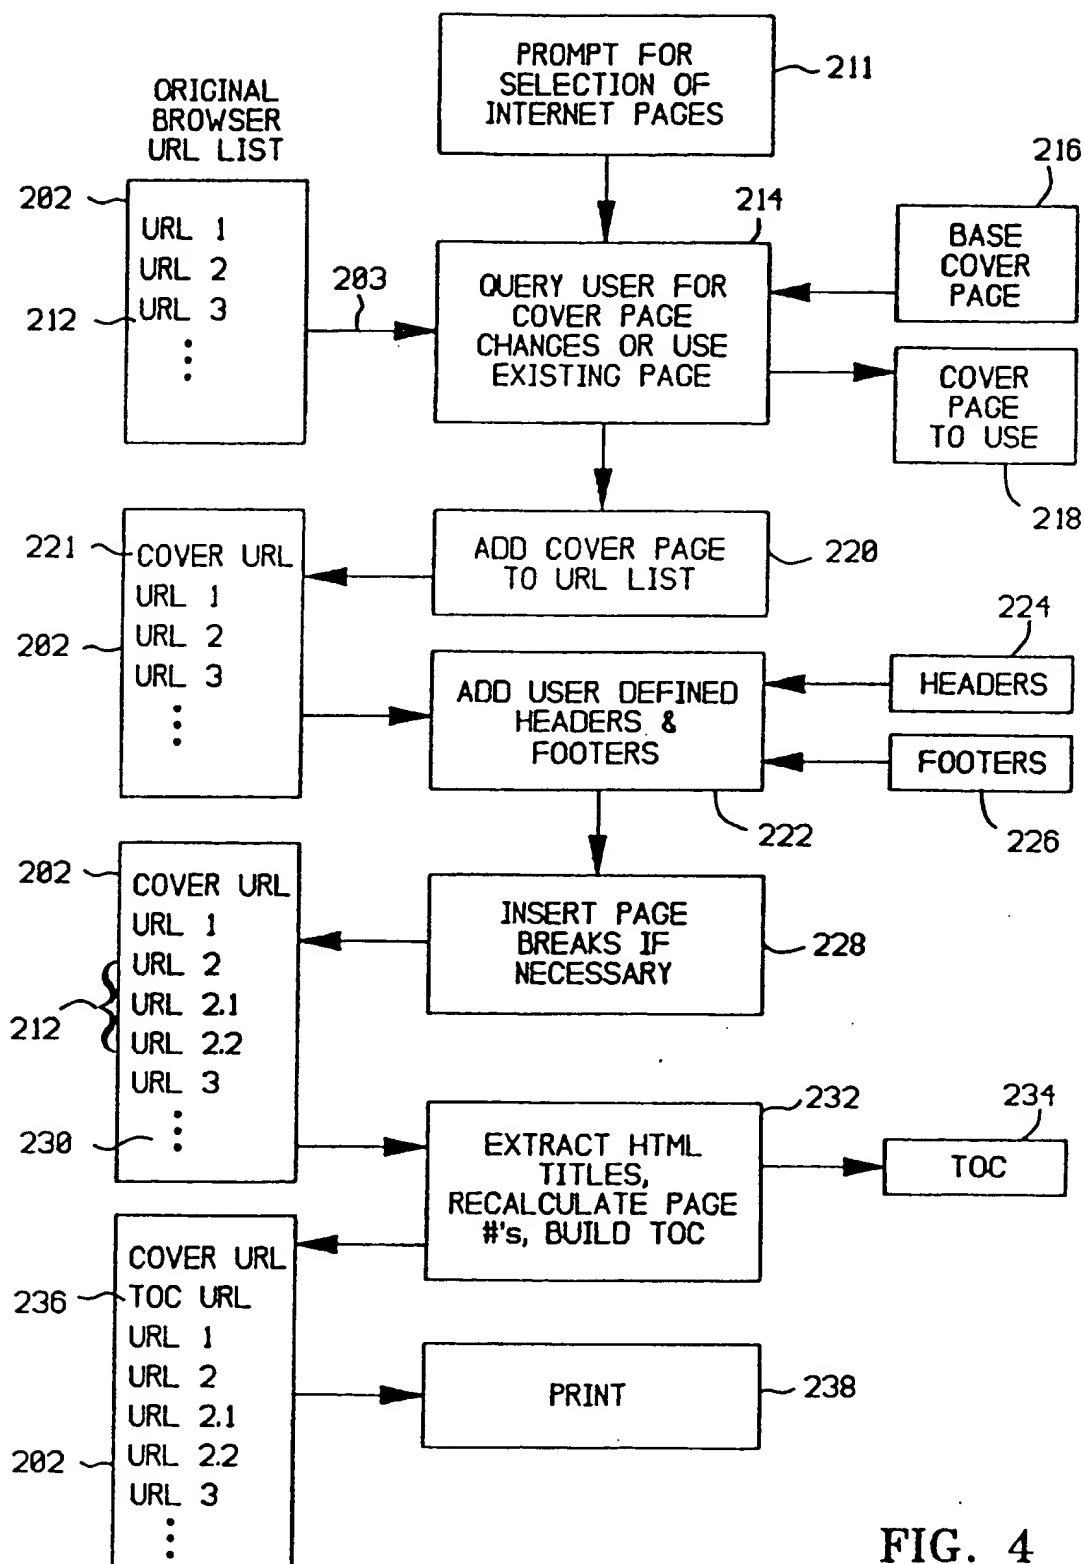 PROMPT FOR
SELECTION OF
INTERNET PAGES
211
ORIGINAL
BROWSER
URL LIST
202
URL 1
URL 2
212
URL 3
203
214
QUERY USER FOR
COVER PAGE
CHANGES OR USE
EXISTING PAGE
216
BASE
COVER
PAGE
COVER
PAGE
TO USE
218
221
COVER URL
URL 1
202
URL 2
URL 3
ADD COVER PAGE
TO URL LIST
220
224
HEADERS
ADD USER DEFINED
HEADERS &
FOOTERS
222
FOOTERS
226
202
COVER URL
URL 1
URL 2
212
URL 2.1
URL 2.2
URL 3
230
INSERT PAGE
BREAKS IF
NECESSARY
228
232
EXTRACT HTML
TITLES,
RECALCULATE PAGE
#'s, BUILD TOC
234
TOC
COVER URL
236
TOC URL
URL 1
URL 2
URL 2.1
202
URL 2.2
URL 3
PRINT
238
FIG. 4